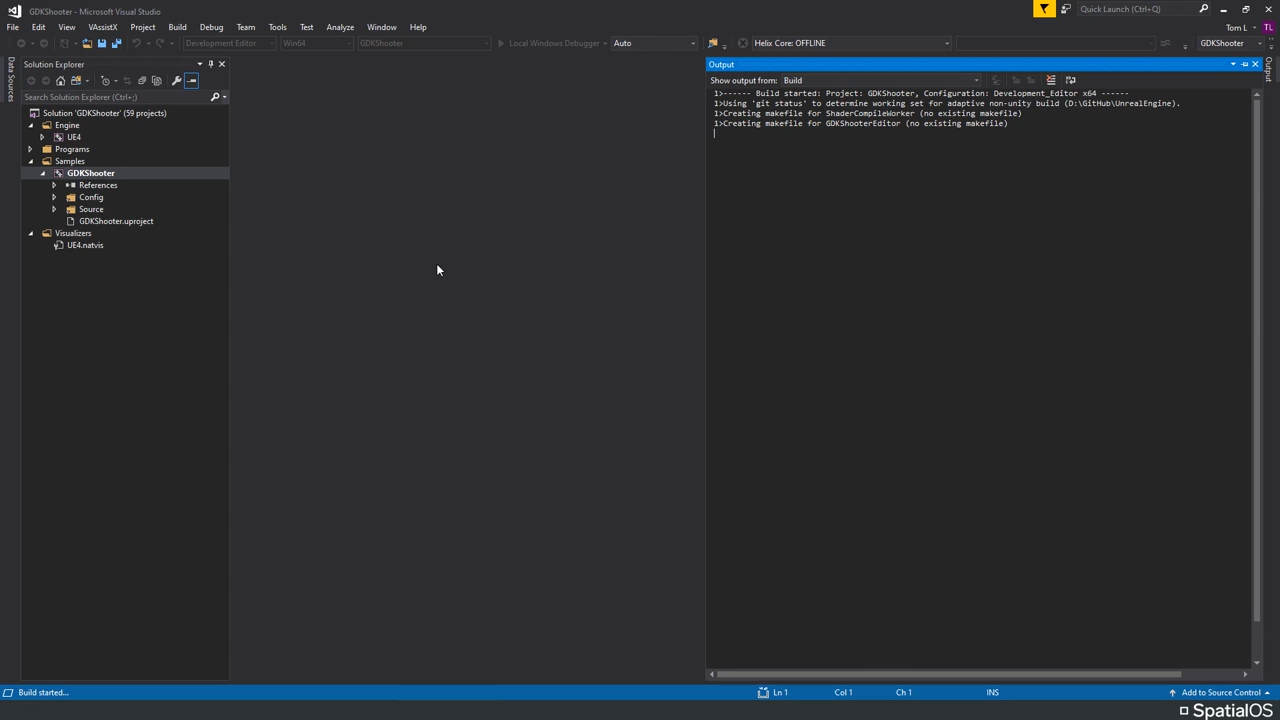 GDKShooter - Microsoft Visual Studio
Quick Launch (Ctrl+Q)
File Edit View VAssistX Project Build Debug Team Tools Test Analyze Window Help
Tom L TL
Development Editor Win64 GDKShooter Local Windows Debugger Auto Helix Core: OFFLINE GDKShooter
Data Sources
Solution Explorer
Search Solution Explorer (Ctrl+;)
Solution 'GDKShooter' (59 projects)
Engine
UE4
Programs
Samples
GDKShooter
References
Config
Source
GDKShooter.uproject
Visualizers
UE4.natvis
Output
Show output from: Build
1>------ Build started: Project: GDKShooter, Configuration: Development_Editor x64 ------
1>Using 'git status' to determine working set for adaptive non-unity build (D:\GitHub\UnrealEngine).
1>Creating makefile for ShaderCompileWorker (no existing makefile)
1>Creating makefile for GDKShooterEditor (no existing makefile)
Output
Build started... Ln 1 Col 1 Ch 1 INS Add to Source Control
SpatialOS